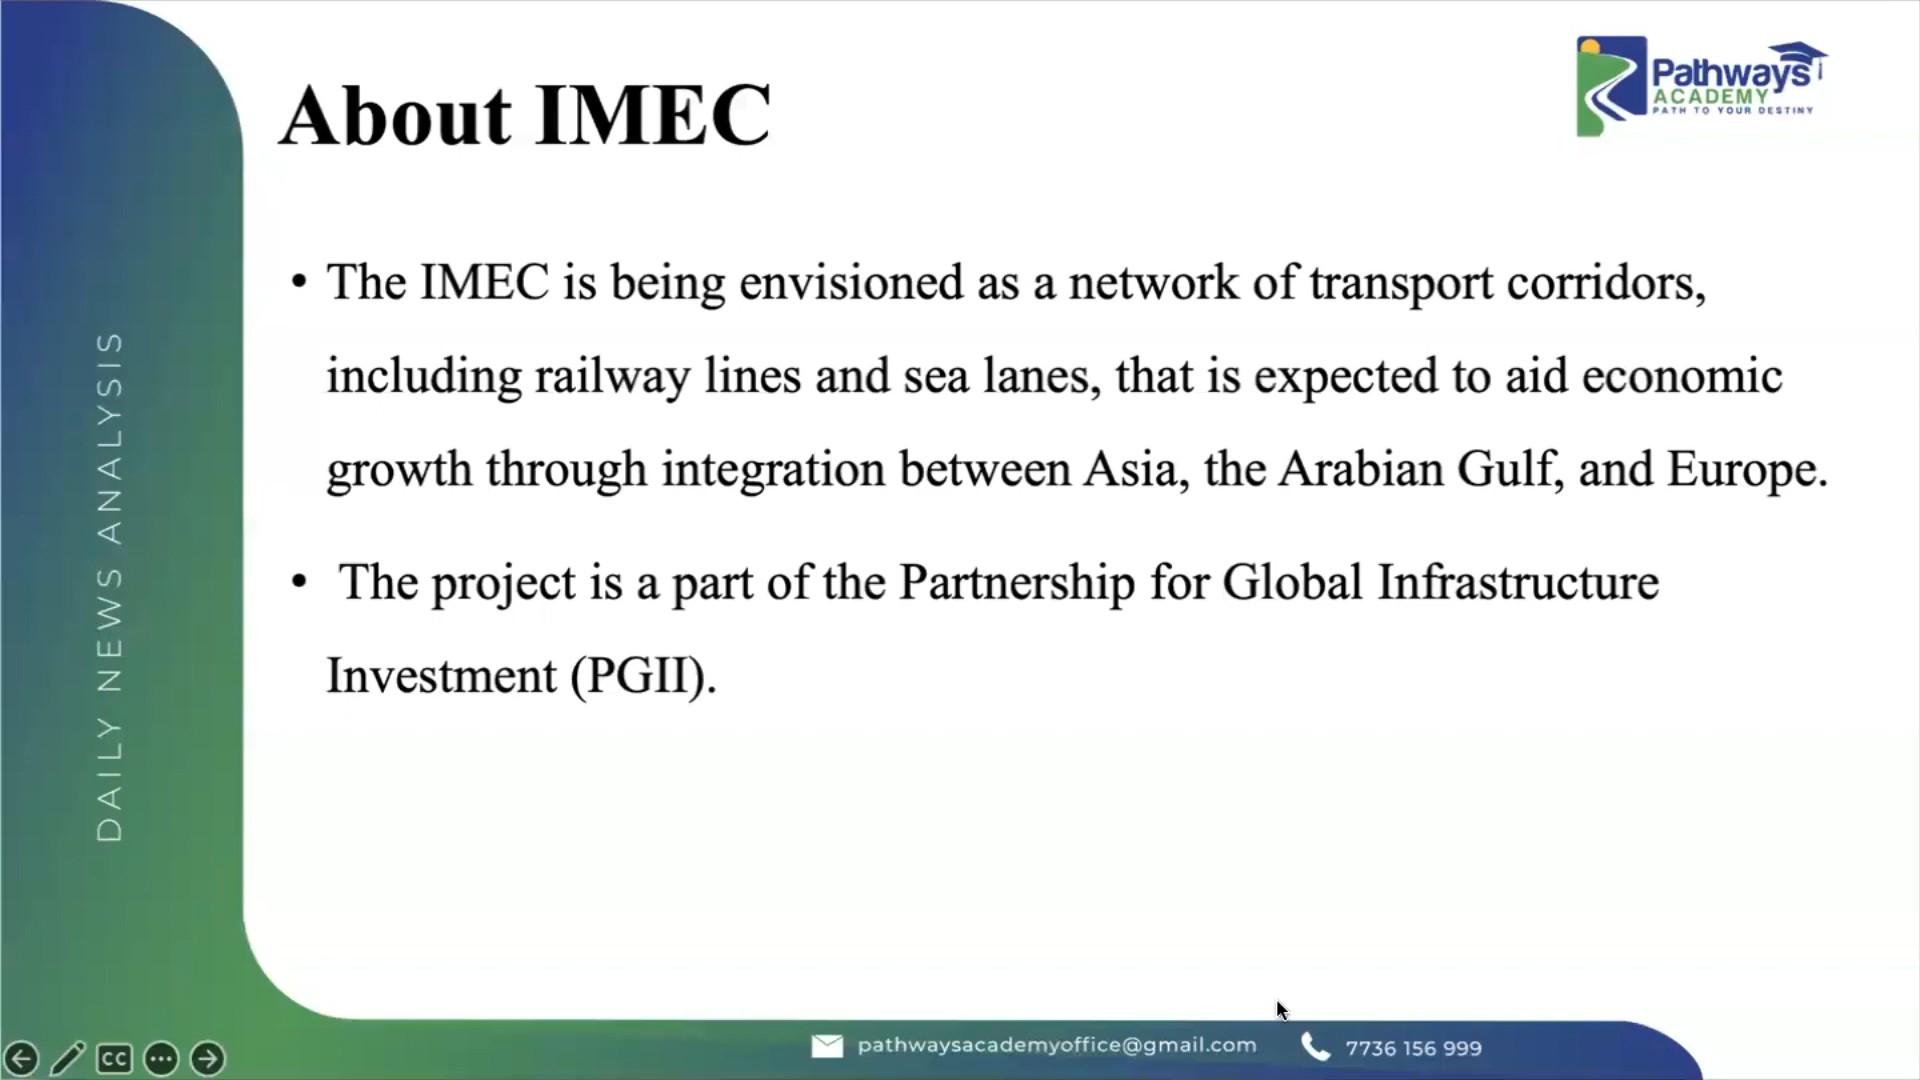 About IMEC
Pathways
ACADEMY
PATH TO YOUR DESTINY
• The IMEC is being envisioned as a network of transport corridors,
including railway lines and sea lanes, that is expected to aid economic
growth through integration between Asia, the Arabian Gulf, and Europe.
• The project is a part of the Partnership for Global Infrastructure
Investment (PGII).
DAILY NEWS ANALYSIS
CC
pathwaysacademyoffice@gmail.com
7736 156 999